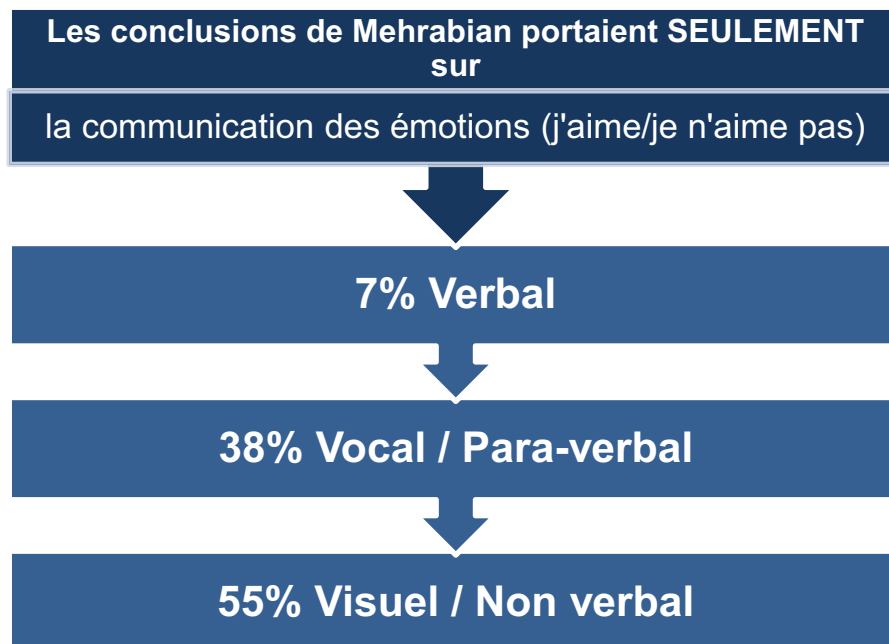 Les conclusions de Mehrabian portaient SEULEMENT
sur
la communication des émotions (j'aime/je n'aime pas)
7% Verbal
38% Vocal / Para-verbal
55% Visuel / Non verbal